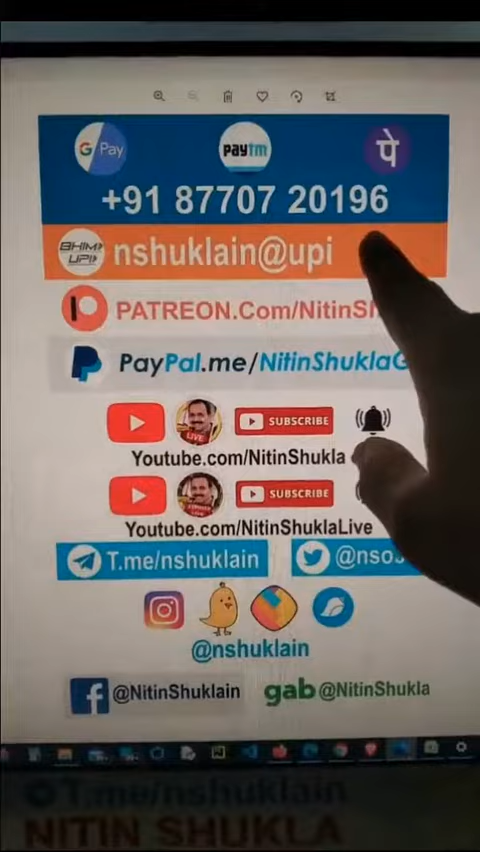 G Pay paytm पे
+91 87707 20196
BHIM UPI nshuklain@upi
PATREON.Com/NitinSh
PayPal.me/NitinShuklaG
LIVE SUBSCRIBE
Youtube.com/NitinShukla
SUBSCRIBE
Youtube.com/NitinShuklaLive
T.me/nshuklain @nso
@nshuklain
@NitinShuklain gab @NitinShukla
T.me/nshuklain
NITIN SHUKLA